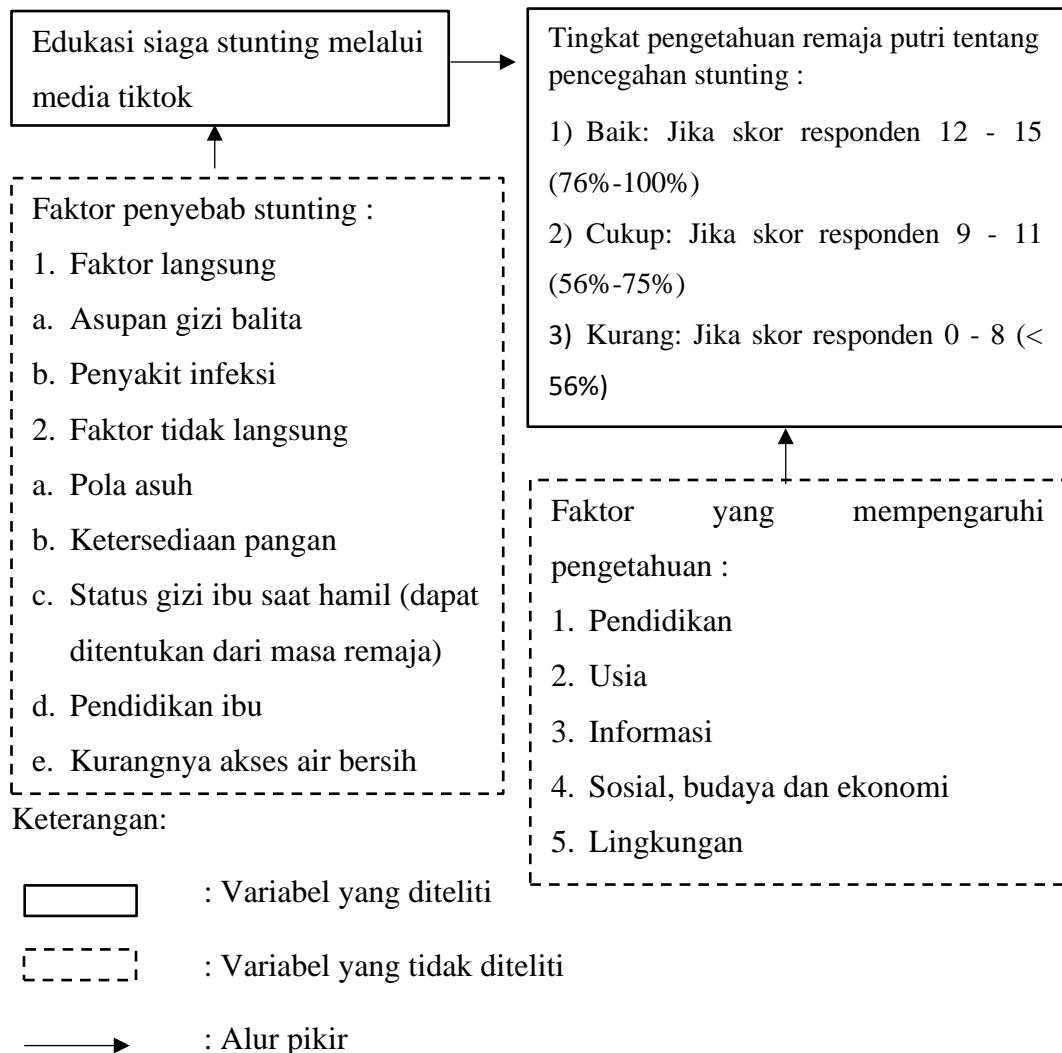 Edukasi siaga stunting melalui
media tiktok
Tingkat pengetahuan remaja putri tentang
pencegahan stunting :
1) Baik: Jika skor responden 12 - 15
(76%-100%)
2) Cukup: Jika skor responden 9 - 11
(56%-75%)
3) Kurang: Jika skor responden 0 - 8 (<
56%)
Faktor penyebab stunting :
1. Faktor langsung
a. Asupan gizi balita
b. Penyakit infeksi
2. Faktor tidak langsung
a. Pola asuh
b. Ketersediaan pangan
c. Status gizi ibu saat hamil (dapat
ditentukan dari masa remaja)
d. Pendidikan ibu
e. Kurangnya akses air bersih
Faktor yang mempengaruhi
pengetahuan :
1. Pendidikan
2. Usia
3. Informasi
4. Sosial, budaya dan ekonomi
5. Lingkungan
Keterangan:
: Variabel yang diteliti
: Variabel yang tidak diteliti
: Alur pikir